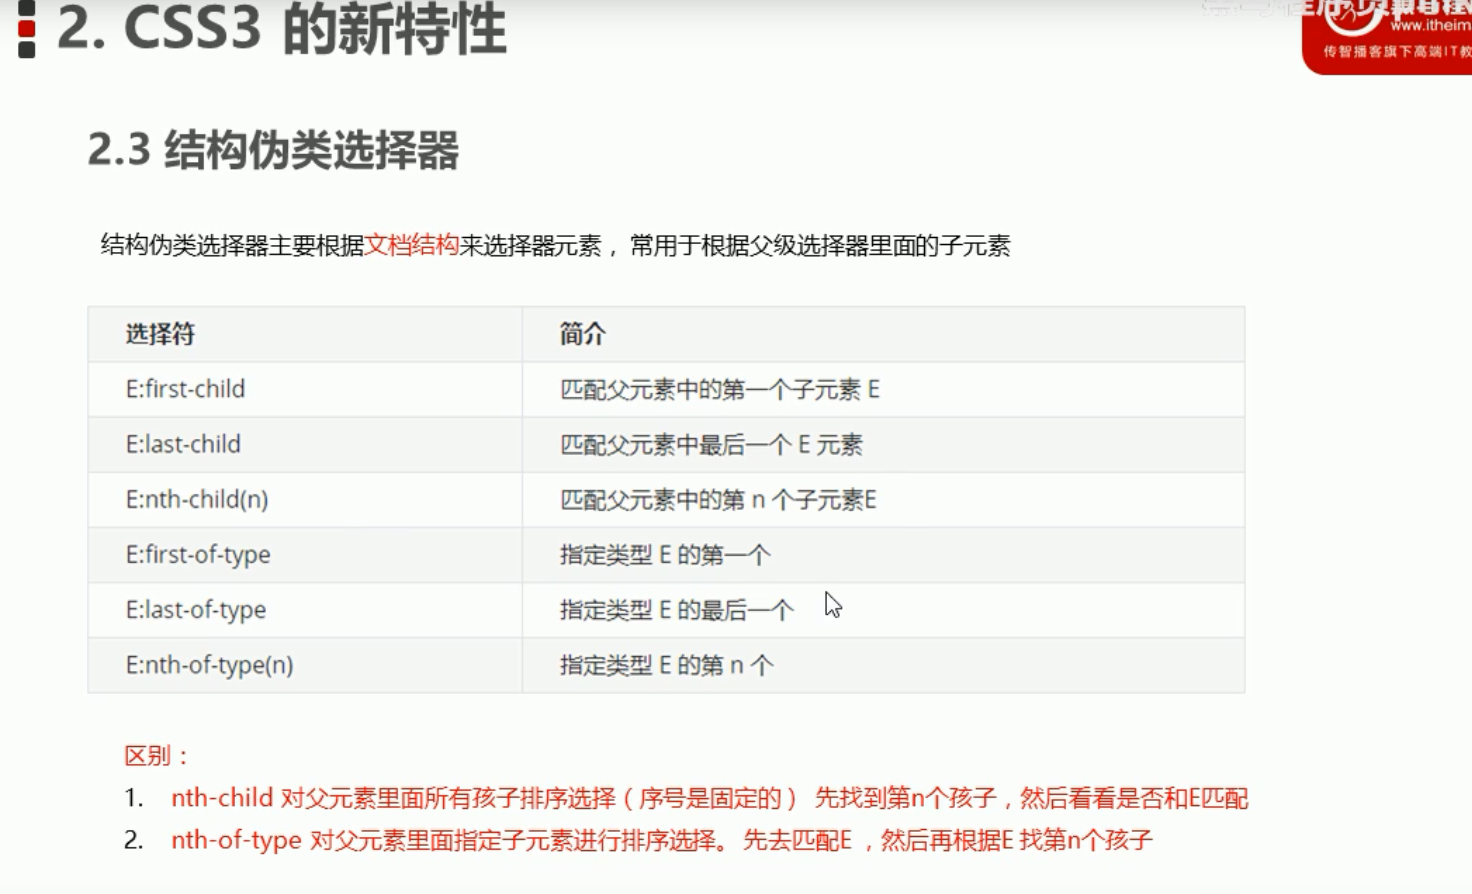 2. CSS3 的新特性
www.itheim
传智播客旗下高端IT教
2.3 结构伪类选择器
结构伪类选择器主要根据文档结构来选择器元素，常用于根据父级选择器里面的子元素
选择符 简介
E:first-child 匹配父元素中的第一个子元素 E
E:last-child 匹配父元素中最后一个 E 元素
E:nth-child(n) 匹配父元素中的第 n 个子元素E
E:first-of-type 指定类型 E 的第一个
E:last-of-type 指定类型 E 的最后一个
E:nth-of-type(n) 指定类型 E 的第 n 个
区别：
1. nth-child 对父元素里面所有孩子排序选择（序号是固定的） 先找到第n个孩子，然后看看是否和E匹配
2. nth-of-type 对父元素里面指定子元素进行排序选择。 先去匹配E ，然后再根据E 找第n个孩子